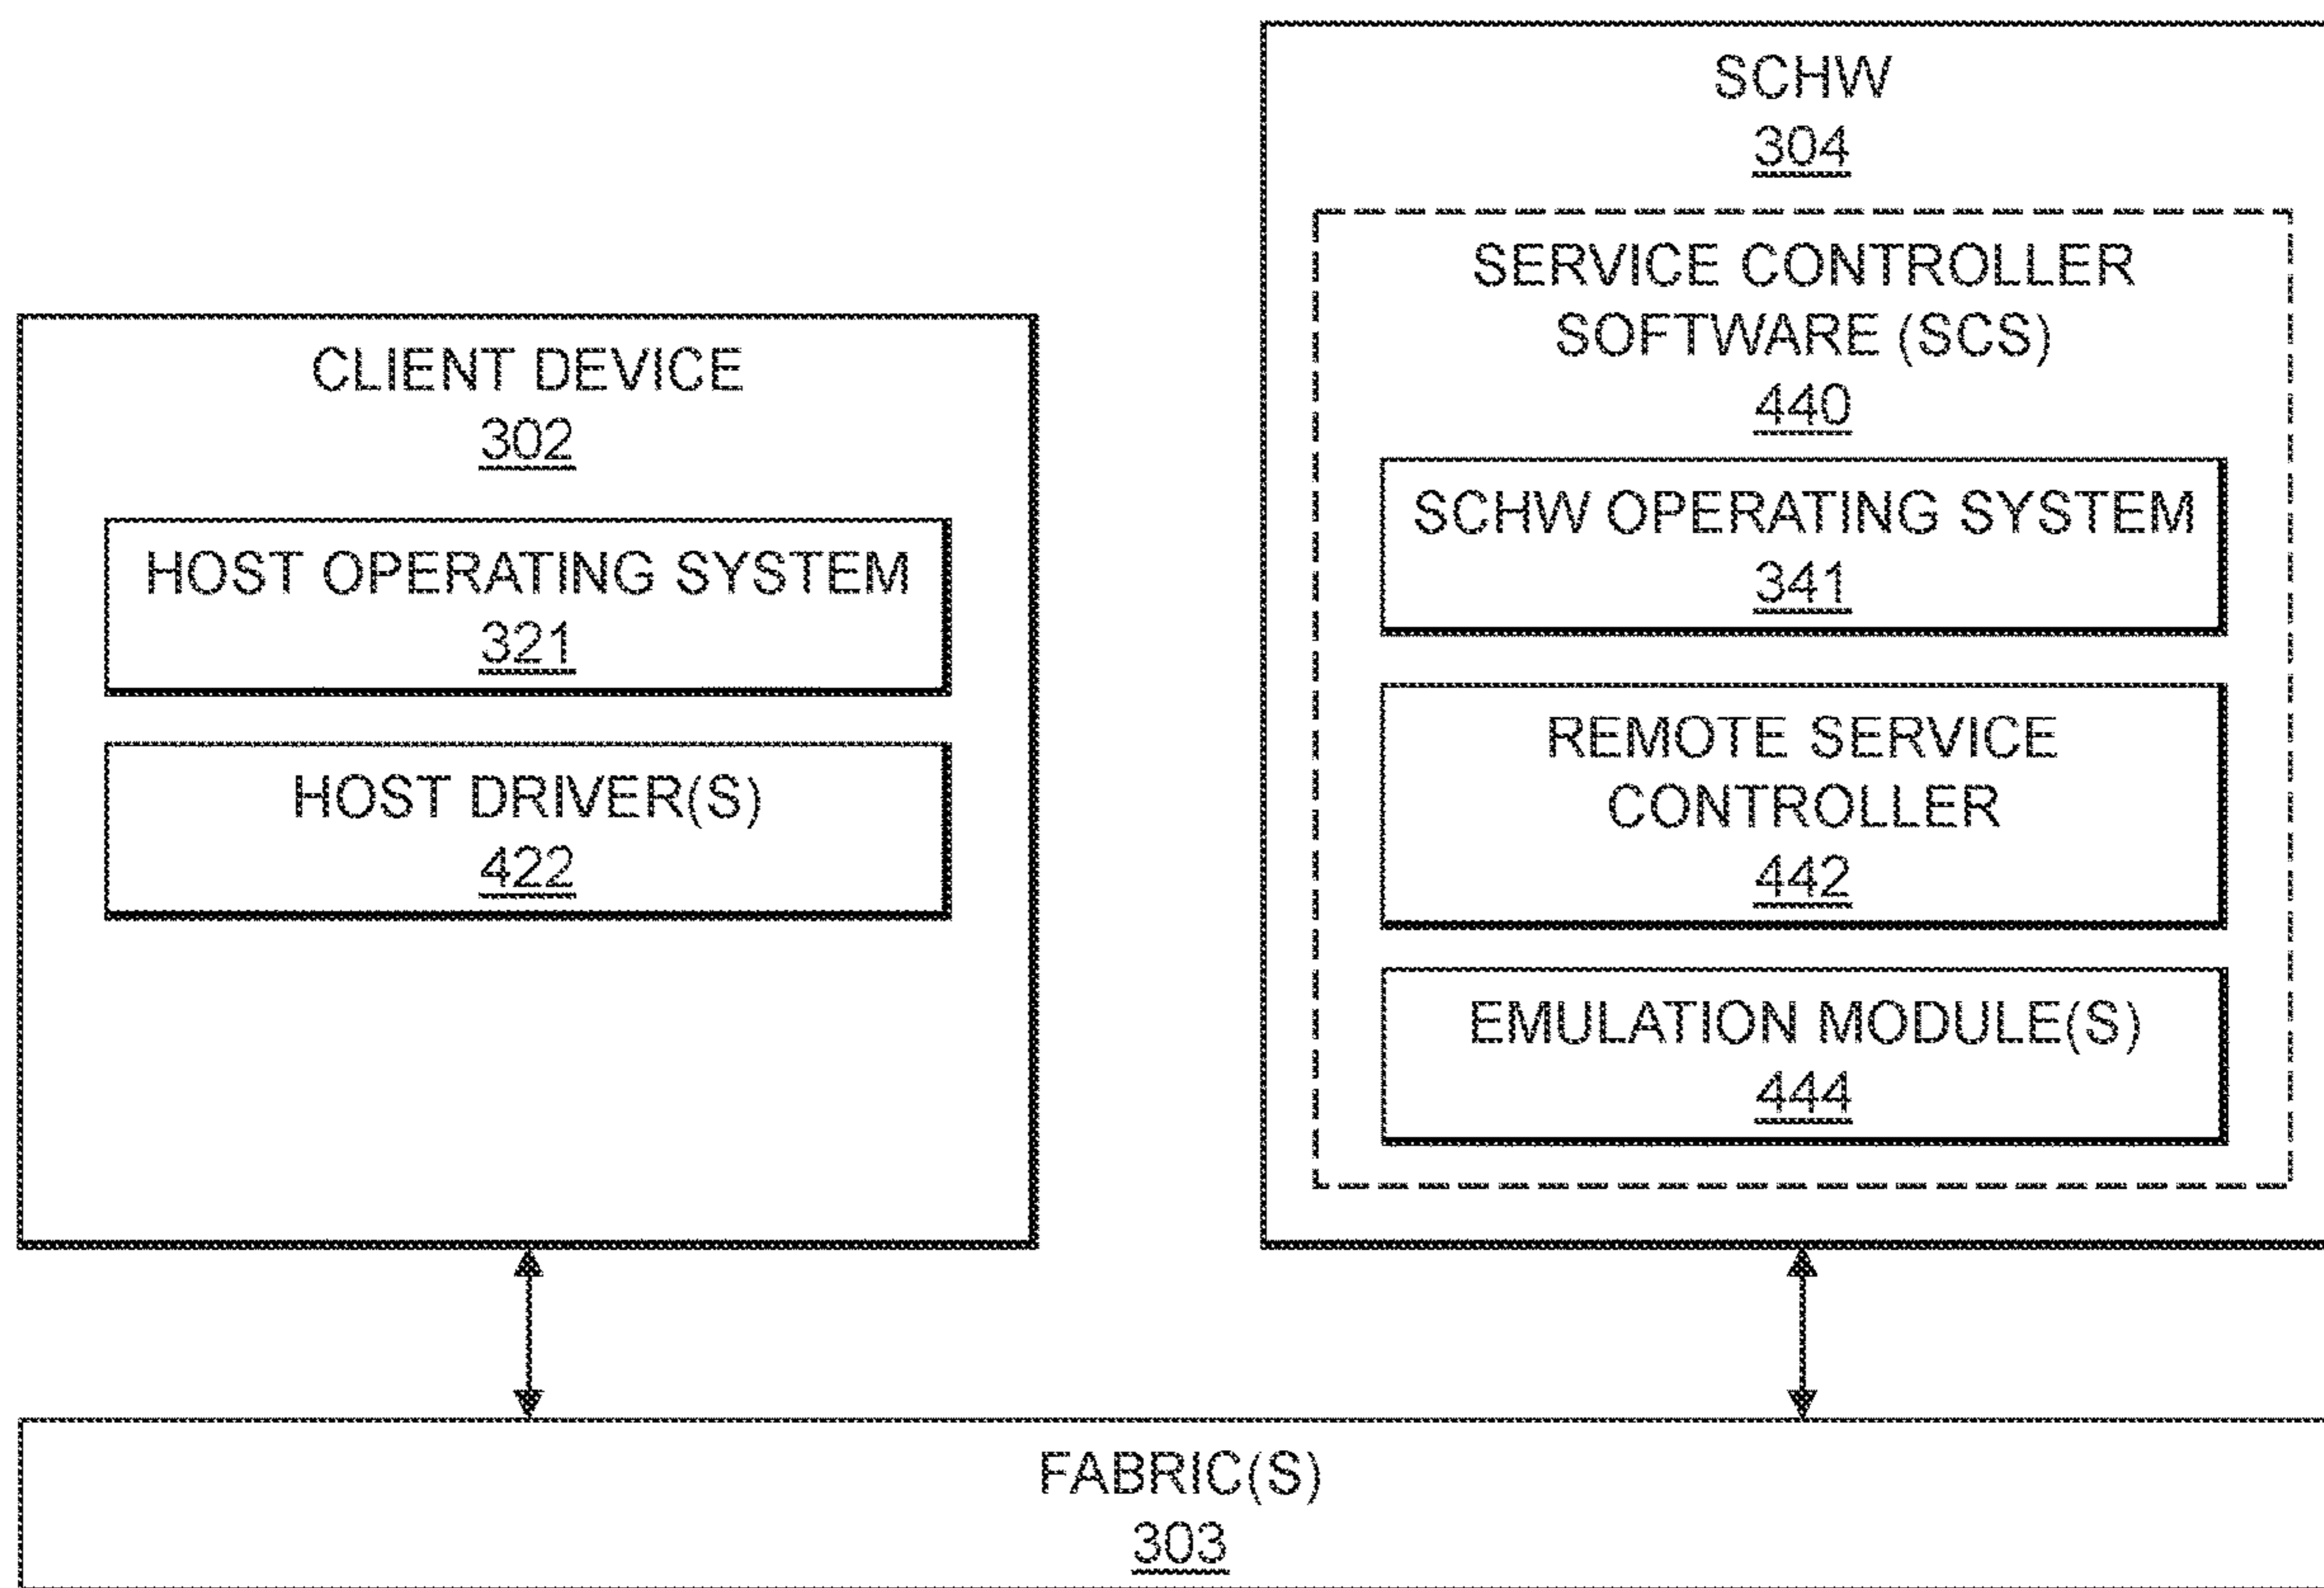 CLIENT DEVICE
302
HOST OPERATING SYSTEM
321
HOST DRIVER(S)
422
SCHW
304
SERVICE CONTROLLER
SOFTWARE (SCS)
440
SCHW OPERATING SYSTEM
341
REMOTE SERVICE
CONTROLLER
442
EMULATION MODULE(S)
444
FABRIC(S)
303